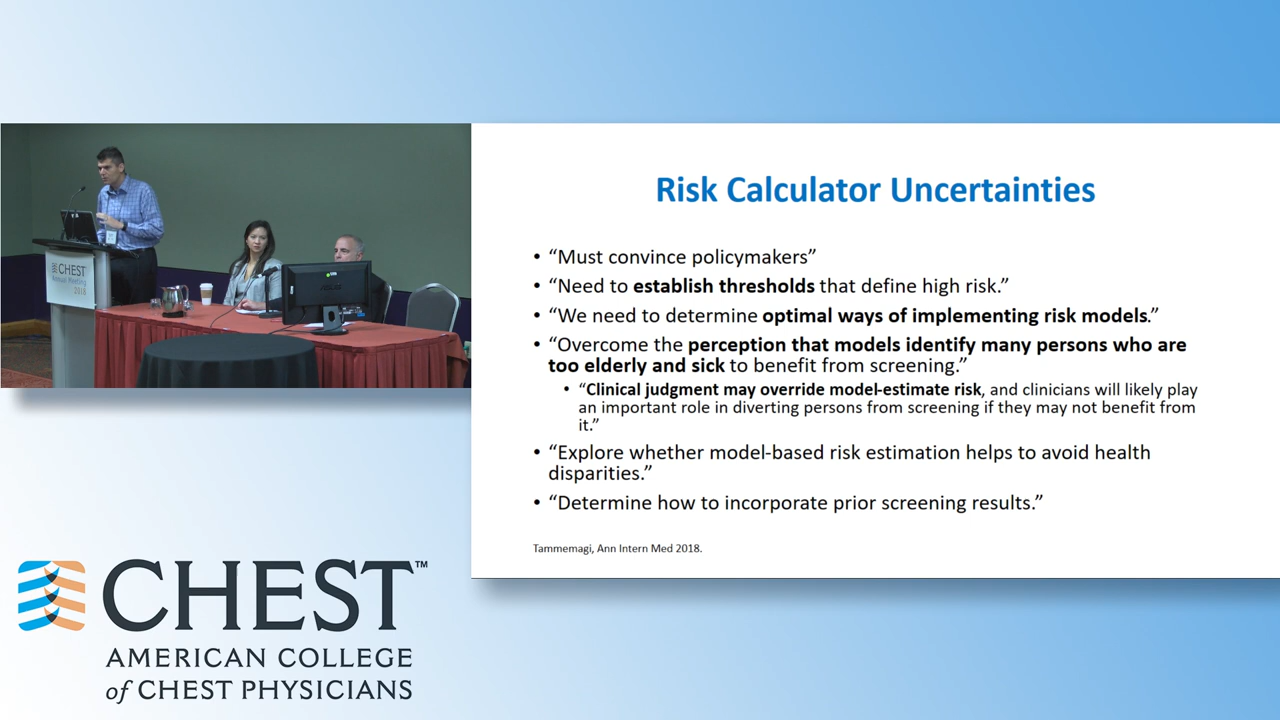 CHEST
Annual Meeting
2018
Risk Calculator Uncertainties
• “Must convince policymakers”
• “Need to establish thresholds that define high risk.”
• “We need to determine optimal ways of implementing risk models.”
• “Overcome the perception that models identify many persons who are
too elderly and sick to benefit from screening.”
• “Clinical judgment may override model-estimate risk, and clinicians will likely play
an important role in diverting persons from screening if they may not benefit from
it.”
• “Explore whether model-based risk estimation helps to avoid health
disparities.”
• “Determine how to incorporate prior screening results.”
Tammemagi, Ann Intern Med 2018.
CHEST™
AMERICAN COLLEGE
of CHEST PHYSICIANS